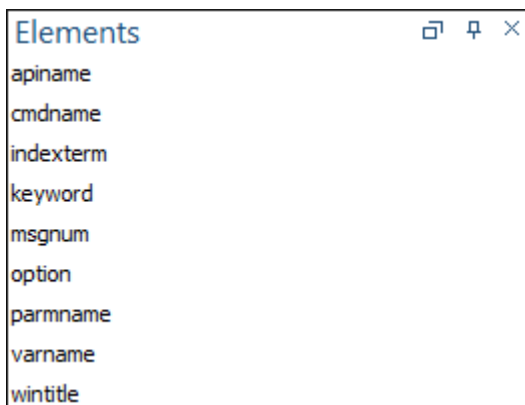 Elements
apiname
cmdname
indexterm
keyword
msgnum
option
parmname
varname
wintitle